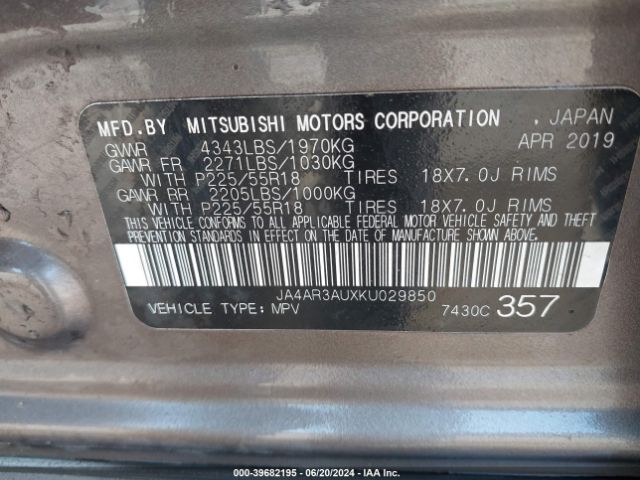 MFD.BY MITSUBISHI MOTORS CORPORATION . JAPAN
GVWR 4343LBS/1970KG APR 2019
GAWR FR 2271LBS/1030KG
WITH P225/55R18 TIRES 18X7.0J RIMS
GAWR RR 2205LBS/1000KG
WITH P225/55R18 TIRES 18X7.0J RIMS
THIS VEHICLE CONFORMS TO ALL APPLICABLE FEDERAL MOTOR VEHICLE SAFETY AND THEFT
PREVENTION STANDARDS IN EFFECT ON THE DATE OF MANUFACTURE SHOWN ABOVE.
JA4AR3AUXKU029850
VEHICLE TYPE: MPV 7430C 357
000-39682195 - 06/20/2024 - IAAI.COM